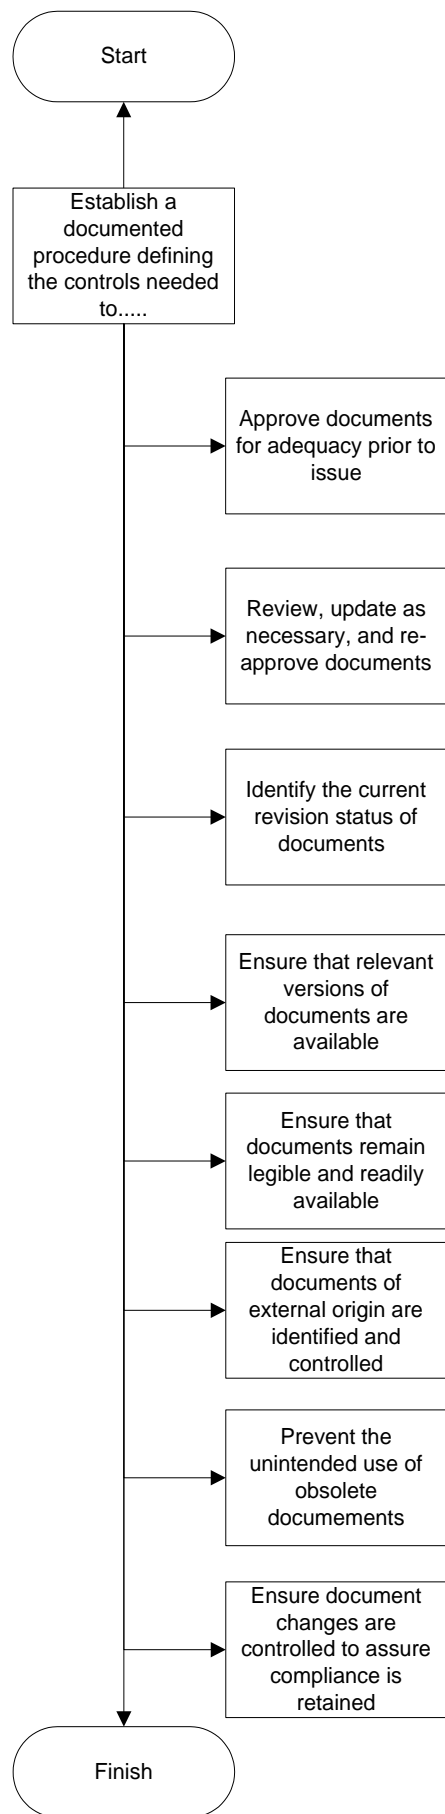 Start
Establish a
documented
procedure defining
the controls needed
to.....
Approve documents
for adequacy prior to
issue
Review, update as
necessary, and re-
approve documents
Identify the current
revision status of
documents
Ensure that relevant
versions of
documents are
available
Ensure that
documents remain
legible and readily
available
Ensure that
documents of
external origin are
identified and
controlled
Prevent the
unintended use of
obsolete
documements
Ensure document
changes are
controlled to assure
compliance is
retained
Finish